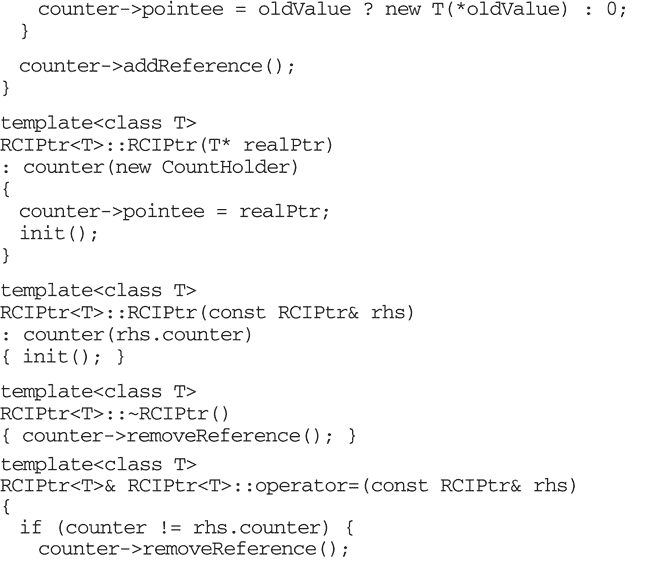 counter->pointee = oldValue ? new T(*oldValue) : 0;
}
counter->addReference();
}
template<class T>
RCIPtr<T>::RCIPtr(T* realPtr)
: counter(new CountHolder)
{
counter->pointee = realPtr;
init();
}
template<class T>
RCIPtr<T>::RCIPtr(const RCIPtr& rhs)
: counter(rhs.counter)
{ init(); }
template<class T>
RCIPtr<T>::~RCIPtr()
{ counter->removeReference(); }
template<class T>
RCIPtr<T>& RCIPtr<T>::operator=(const RCIPtr& rhs)
{
if (counter != rhs.counter) {
counter->removeReference();